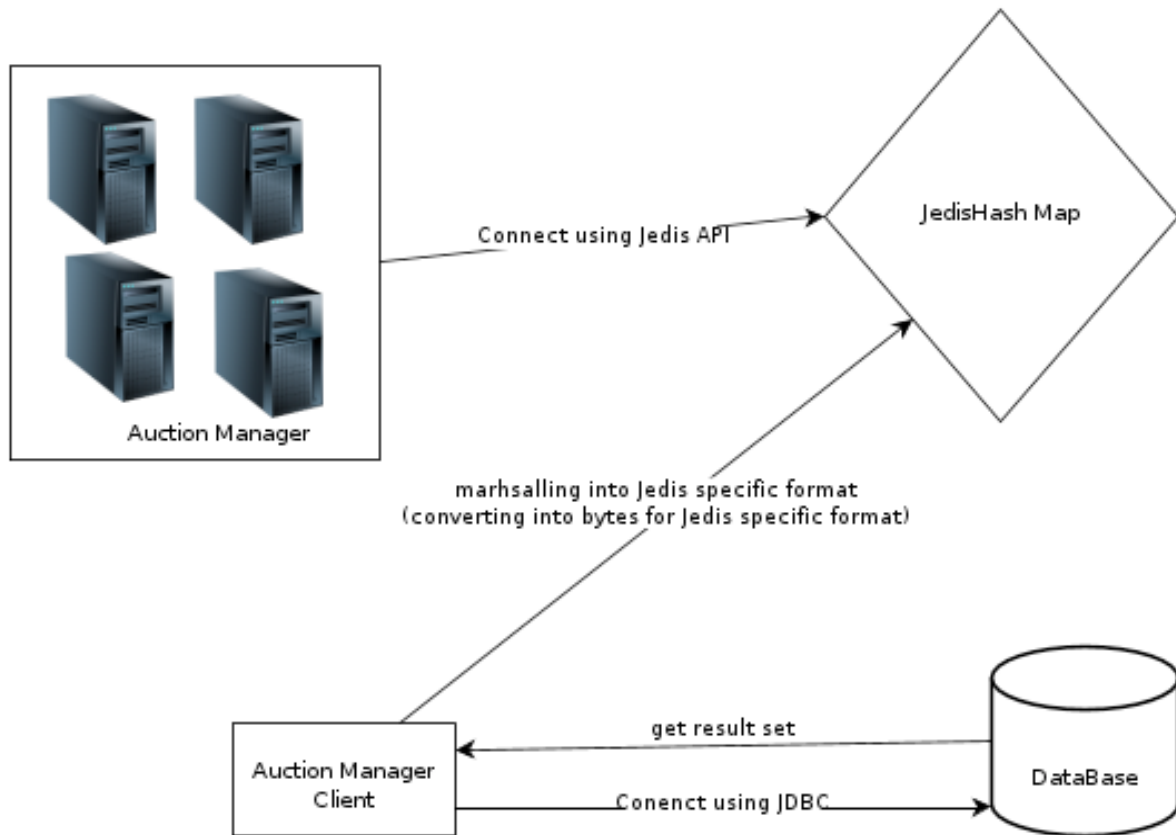 JedisHash Map
Connect using Jedis API
Auction Manager
marhsalling into Jedis specific format
(converting into bytes for Jedis specific format)
get result set
Auction Manager
Client
DataBase
Conenct using JDBC